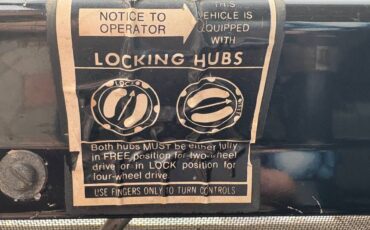 NOTICE TO OPERATOR
THIS VEHICLE IS EQUIPPED WITH
LOCKING HUBS
LOCK
FREE
Both hubs MUST be either fully
in FREE position for two-wheel
drive or in LOCK position for
four-wheel drive
USE FINGERS ONLY TO TURN CONTROLS